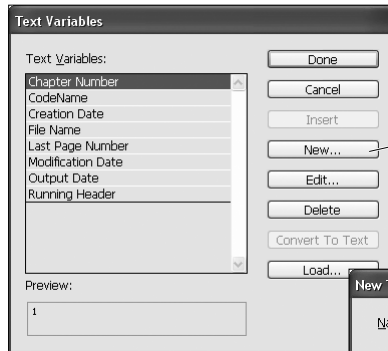 Text Variables
Text Variables:
Chapter Number
CodeName
Creation Date
File Name
Last Page Number
Modification Date
Output Date
Running Header
Done
Cancel
Insert
New...
Edit...
Delete
Convert To Text
Load...
Preview:
1
New